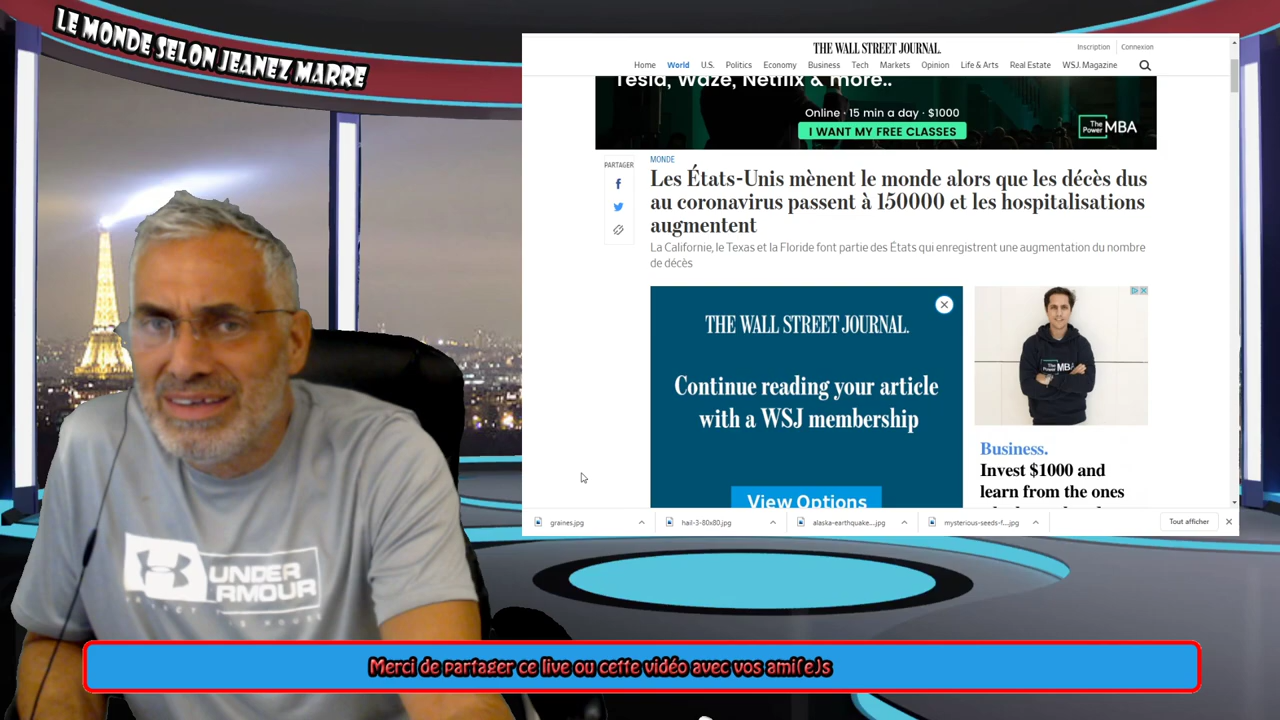 LE MONDE SELON JEANEZ MARRE
THE WALL STREET JOURNAL.
Inscription
Connexion
Home World U.S. Politics Economy Business Tech Markets Opinion Life & Arts Real Estate WSJ. Magazine
Tesla, Waze, Netflix & more..
Online · 15 min a day · $1000
I WANT MY FREE CLASSES
The Power MBA
PARTAGER
MONDE
Les États-Unis mènent le monde alors que les décès dus
au coronavirus passent à 150000 et les hospitalisations
augmentent
La Californie, le Texas et la Floride font partie des États qui enregistrent une augmentation du nombre
de décès
THE WALL STREET JOURNAL.
Continue reading your article
with a WSJ membership
View Options
Business.
Invest $1000 and
learn from the ones
graines.jpg
hail-3-80x80.jpg
alaska-earthquake....jpg
mysterious-seeds-f....jpg
Tout afficher
UNDER
ARMOUR
Merci de partager ce live ou cette vidéo avec vos ami(e)s